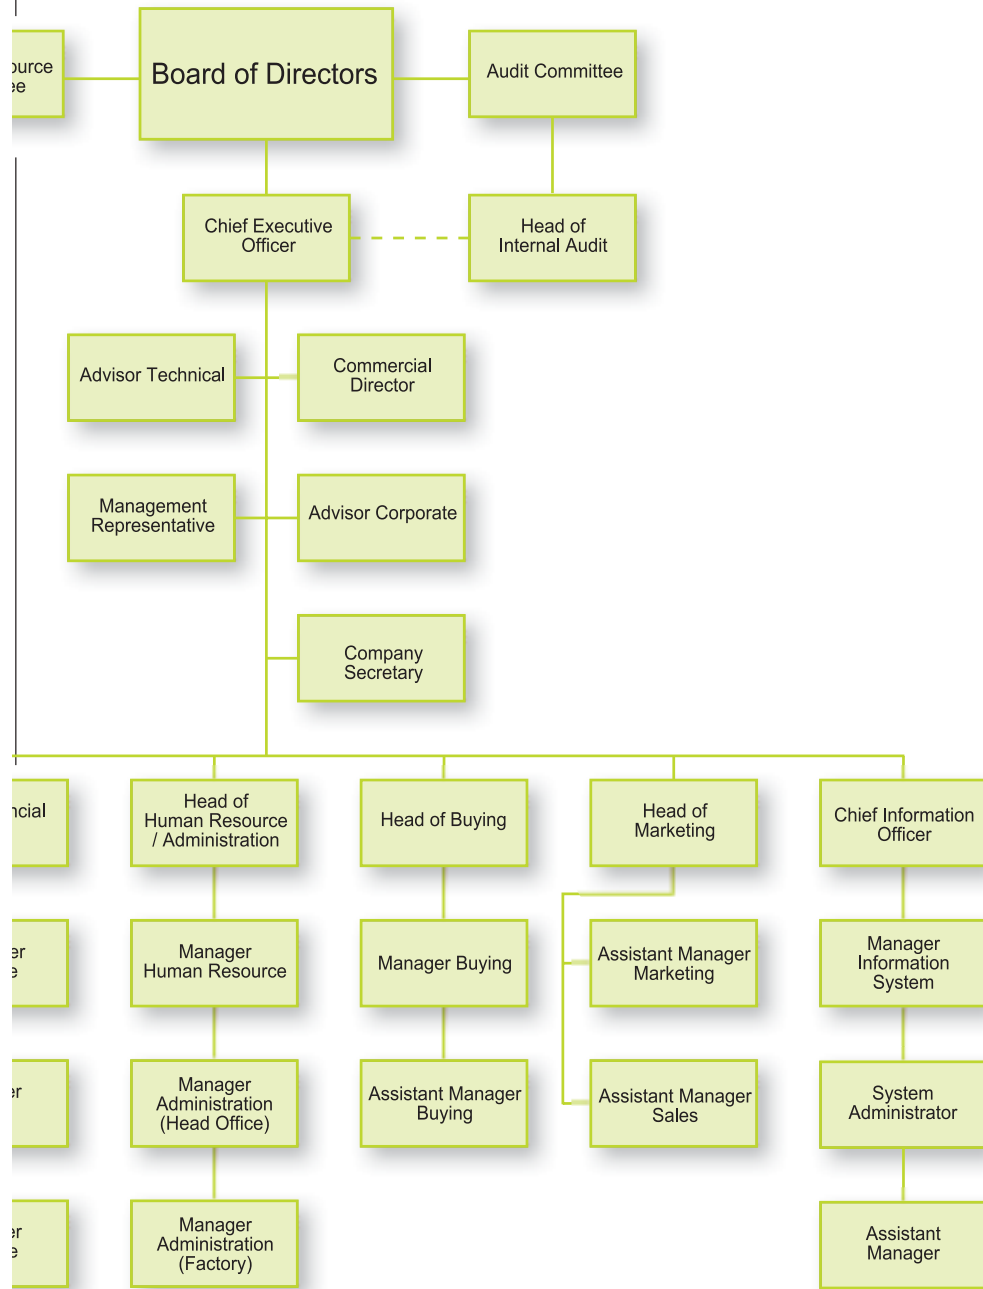 Board of Directors
Audit Committee
Chief Executive
Officer
Head of
Internal Audit
Advisor Technical
Commercial
Director
Management
Representative
Advisor Corporate
Company
Secretary
Head of
Human Resource
/ Administration
Head of Buying
Head of
Marketing
Chief Information
Officer
Manager
Human Resource
Manager Buying
Assistant Manager
Marketing
Manager
Information
System
Manager
Administration
(Head Office)
Assistant Manager
Buying
Assistant Manager
Sales
System
Administrator
Manager
Administration
(Factory)
Assistant
Manager